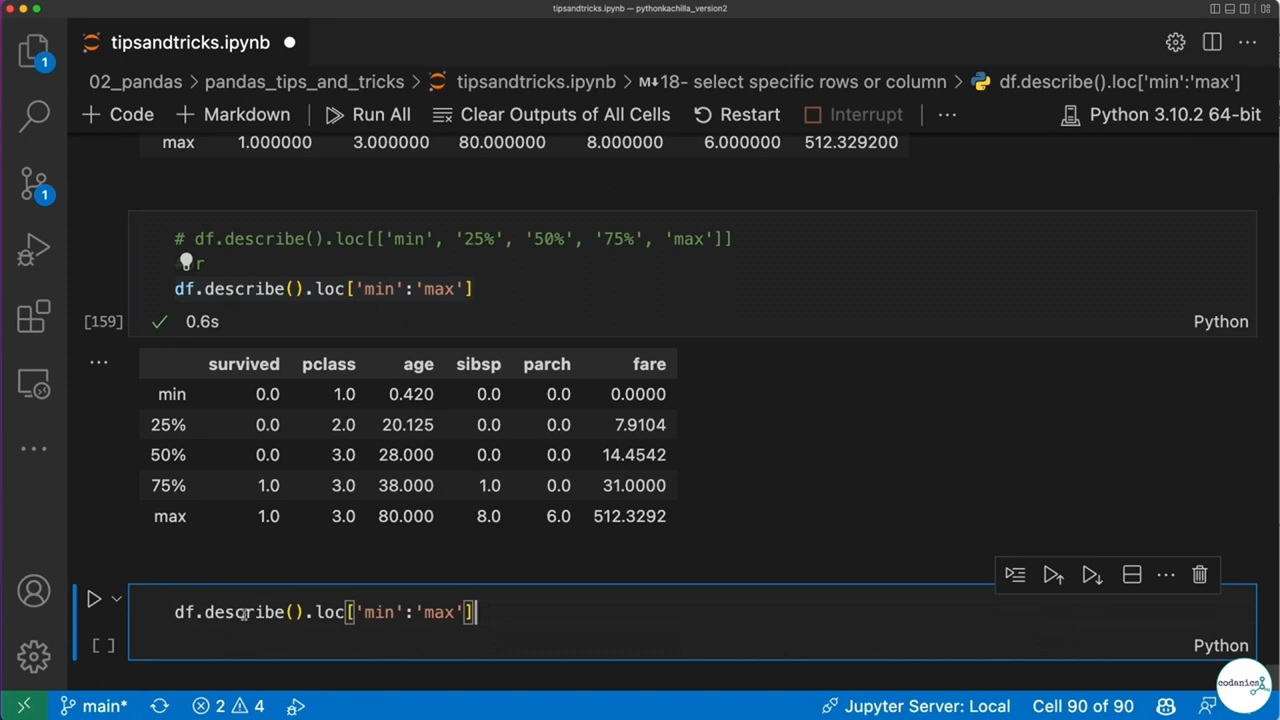 tipsandtricks.ipynb — pythonkachilla_version2
tipsandtricks.ipynb
02_pandas > pandas_tips_and_tricks > tipsandtricks.ipynb > M↓18- select specific rows or column > df.describe().loc['min':'max']
+ Code + Markdown Run All Clear Outputs of All Cells Restart Interrupt ... Python 3.10.2 64-bit
max 1.000000 3.000000 80.000000 8.000000 6.000000 512.329200
# df.describe().loc[['min', '25%', '50%', '75%', 'max']]
r
df.describe().loc['min':'max']
[159] 0.6s Python
... survived pclass age sibsp parch fare
min 0.0 1.0 0.420 0.0 0.0 0.0000
25% 0.0 2.0 20.125 0.0 0.0 7.9104
50% 0.0 3.0 28.000 0.0 0.0 14.4542
75% 1.0 3.0 38.000 1.0 0.0 31.0000
max 1.0 3.0 80.000 8.0 6.0 512.3292
df.describe().loc['min':'max']
[ ] Python
1
1
codanics
main* 2 4 Jupyter Server: Local Cell 90 of 90